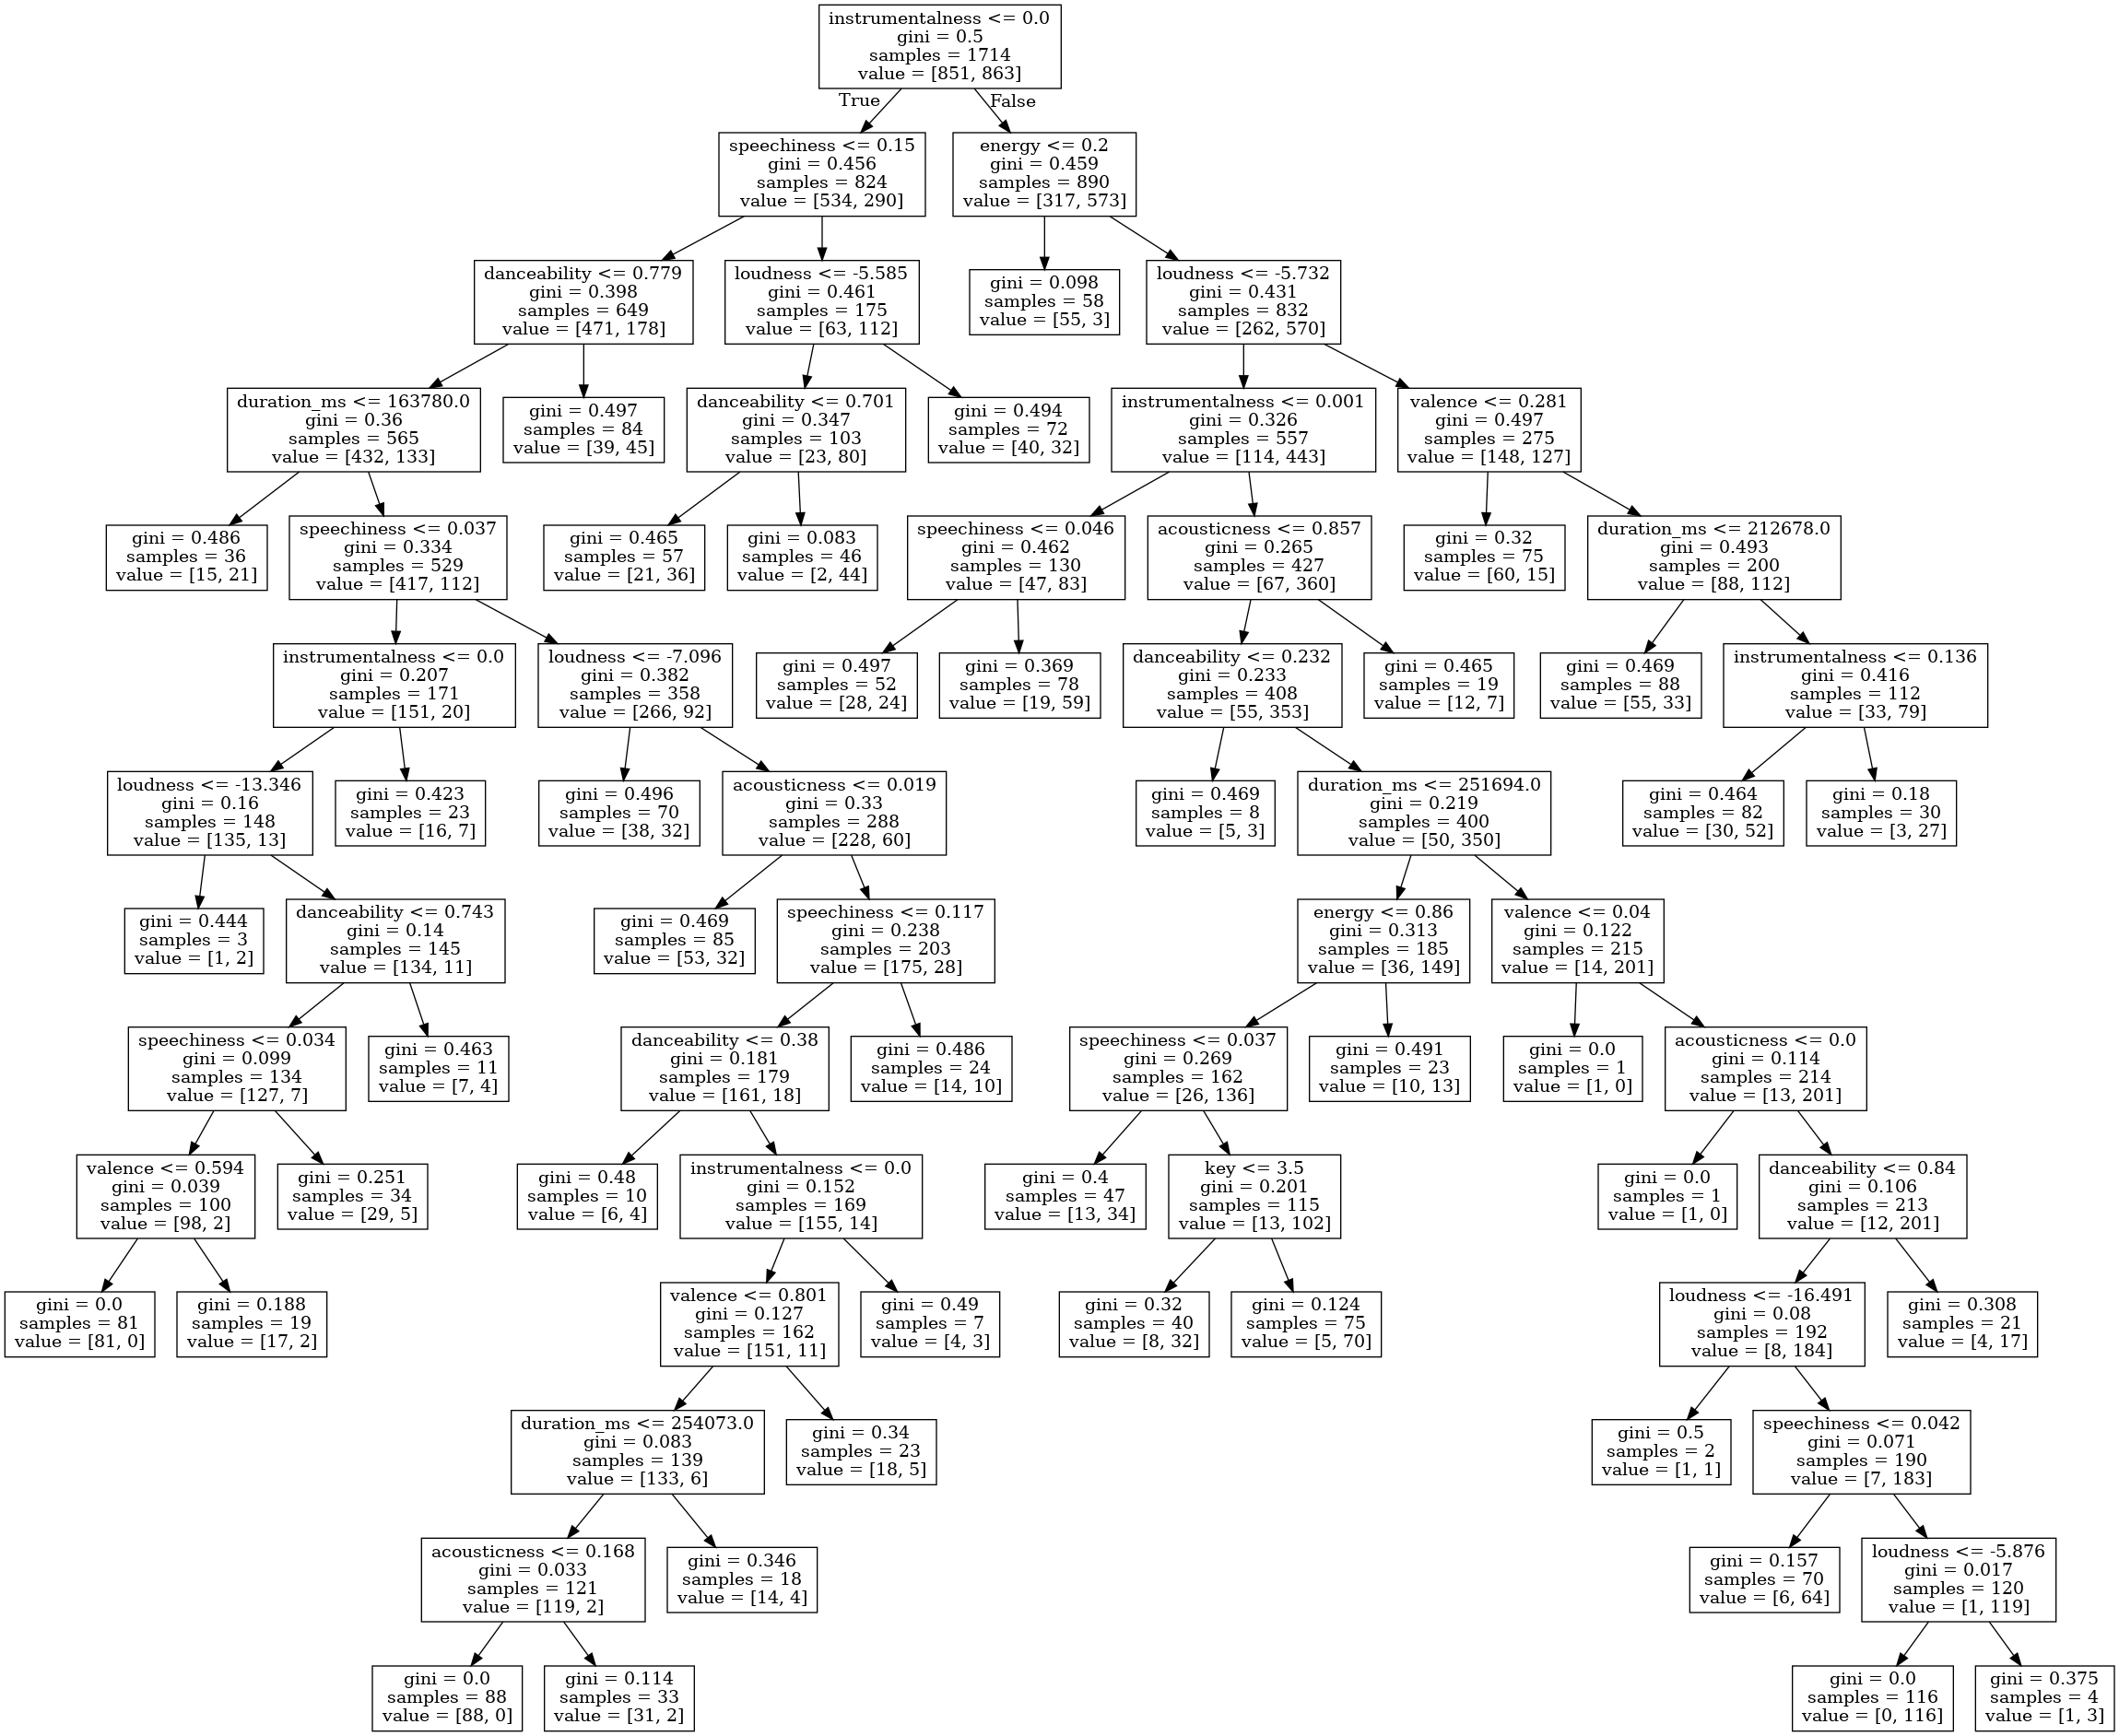 instrumentalness <= 0.0
gini = 0.5
samples = 1714
value = [851, 863]
True
False
speechiness <= 0.15
gini = 0.456
samples = 824
value = [534, 290]
energy <= 0.2
gini = 0.459
samples = 890
value = [317, 573]
danceability <= 0.779
gini = 0.398
samples = 649
value = [471, 178]
loudness <= -5.585
gini = 0.461
samples = 175
value = [63, 112]
gini = 0.098
samples = 58
value = [55, 3]
loudness <= -5.732
gini = 0.431
samples = 832
value = [262, 570]
duration_ms <= 163780.0
gini = 0.36
samples = 565
value = [432, 133]
gini = 0.497
samples = 84
value = [39, 45]
danceability <= 0.701
gini = 0.347
samples = 103
value = [23, 80]
gini = 0.494
samples = 72
value = [40, 32]
instrumentalness <= 0.001
gini = 0.326
samples = 557
value = [114, 443]
valence <= 0.281
gini = 0.497
samples = 275
value = [148, 127]
gini = 0.486
samples = 36
value = [15, 21]
speechiness <= 0.037
gini = 0.334
samples = 529
value = [417, 112]
gini = 0.465
samples = 57
value = [21, 36]
gini = 0.083
samples = 46
value = [2, 44]
speechiness <= 0.046
gini = 0.462
samples = 130
value = [47, 83]
acousticness <= 0.857
gini = 0.265
samples = 427
value = [67, 360]
gini = 0.32
samples = 75
value = [60, 15]
duration_ms <= 212678.0
gini = 0.493
samples = 200
value = [88, 112]
instrumentalness <= 0.0
gini = 0.207
samples = 171
value = [151, 20]
loudness <= -7.096
gini = 0.382
samples = 358
value = [266, 92]
gini = 0.497
samples = 52
value = [28, 24]
gini = 0.369
samples = 78
value = [19, 59]
danceability <= 0.232
gini = 0.233
samples = 408
value = [55, 353]
gini = 0.465
samples = 19
value = [12, 7]
gini = 0.469
samples = 88
value = [55, 33]
instrumentalness <= 0.136
gini = 0.416
samples = 112
value = [33, 79]
loudness <= -13.346
gini = 0.16
samples = 148
value = [135, 13]
gini = 0.423
samples = 23
value = [16, 7]
gini = 0.496
samples = 70
value = [38, 32]
acousticness <= 0.019
gini = 0.33
samples = 288
value = [228, 60]
gini = 0.469
samples = 8
value = [5, 3]
duration_ms <= 251694.0
gini = 0.219
samples = 400
value = [50, 350]
gini = 0.464
samples = 82
value = [30, 52]
gini = 0.18
samples = 30
value = [3, 27]
gini = 0.444
samples = 3
value = [1, 2]
danceability <= 0.743
gini = 0.14
samples = 145
value = [134, 11]
gini = 0.469
samples = 85
value = [53, 32]
speechiness <= 0.117
gini = 0.238
samples = 203
value = [175, 28]
energy <= 0.86
gini = 0.313
samples = 185
value = [36, 149]
valence <= 0.04
gini = 0.122
samples = 215
value = [14, 201]
speechiness <= 0.034
gini = 0.099
samples = 134
value = [127, 7]
gini = 0.463
samples = 11
value = [7, 4]
danceability <= 0.38
gini = 0.181
samples = 179
value = [161, 18]
gini = 0.486
samples = 24
value = [14, 10]
speechiness <= 0.037
gini = 0.269
samples = 162
value = [26, 136]
gini = 0.491
samples = 23
value = [10, 13]
gini = 0.0
samples = 1
value = [1, 0]
acousticness <= 0.0
gini = 0.114
samples = 214
value = [13, 201]
valence <= 0.594
gini = 0.039
samples = 100
value = [98, 2]
gini = 0.251
samples = 34
value = [29, 5]
gini = 0.48
samples = 10
value = [6, 4]
instrumentalness <= 0.0
gini = 0.152
samples = 169
value = [155, 14]
gini = 0.4
samples = 47
value = [13, 34]
key <= 3.5
gini = 0.201
samples = 115
value = [13, 102]
gini = 0.0
samples = 1
value = [1, 0]
danceability <= 0.84
gini = 0.106
samples = 213
value = [12, 201]
gini = 0.0
samples = 81
value = [81, 0]
gini = 0.188
samples = 19
value = [17, 2]
valence <= 0.801
gini = 0.127
samples = 162
value = [151, 11]
gini = 0.49
samples = 7
value = [4, 3]
gini = 0.32
samples = 40
value = [8, 32]
gini = 0.124
samples = 75
value = [5, 70]
loudness <= -16.491
gini = 0.08
samples = 192
value = [8, 184]
gini = 0.308
samples = 21
value = [4, 17]
duration_ms <= 254073.0
gini = 0.083
samples = 139
value = [133, 6]
gini = 0.34
samples = 23
value = [18, 5]
gini = 0.5
samples = 2
value = [1, 1]
speechiness <= 0.042
gini = 0.071
samples = 190
value = [7, 183]
acousticness <= 0.168
gini = 0.033
samples = 121
value = [119, 2]
gini = 0.346
samples = 18
value = [14, 4]
gini = 0.157
samples = 70
value = [6, 64]
loudness <= -5.876
gini = 0.017
samples = 120
value = [1, 119]
gini = 0.0
samples = 88
value = [88, 0]
gini = 0.114
samples = 33
value = [31, 2]
gini = 0.0
samples = 116
value = [0, 116]
gini = 0.375
samples = 4
value = [1, 3]